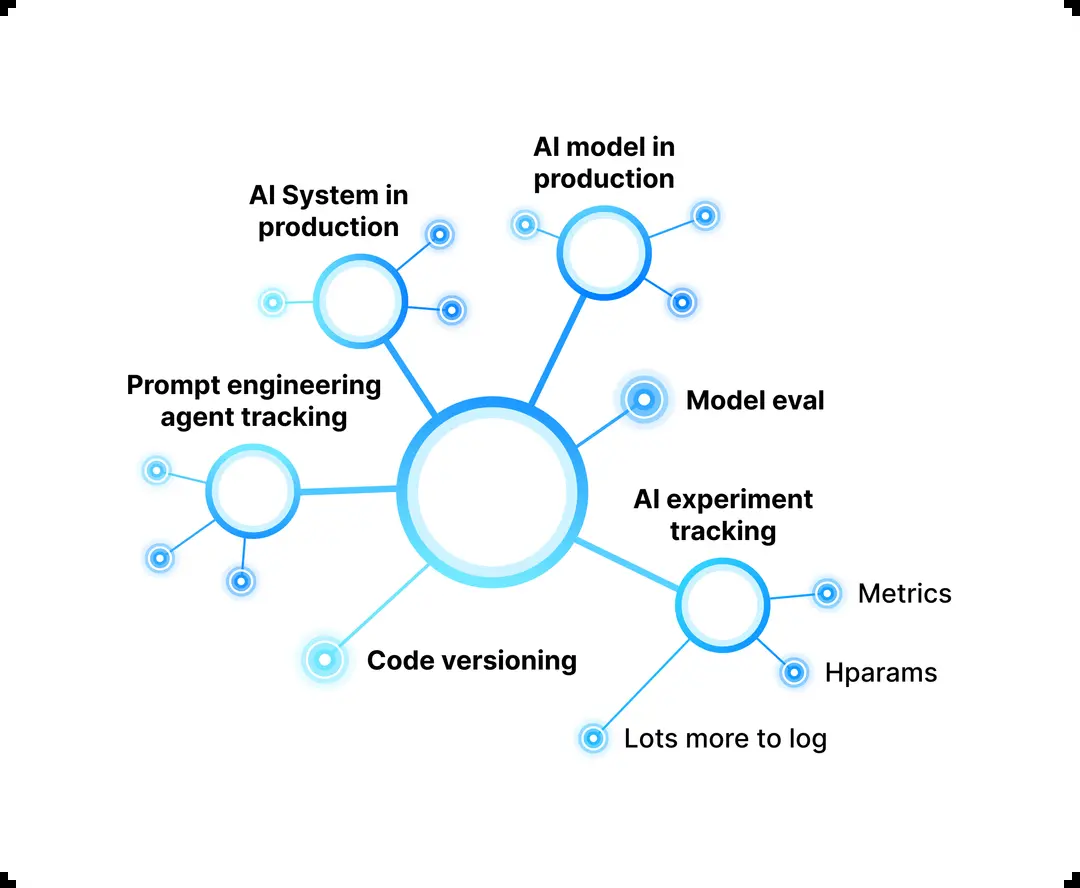 AI model in
production
AI System in
production
Prompt engineering
agent tracking
Model eval
AI experiment
tracking
Metrics
Code versioning
Hparams
Lots more to log